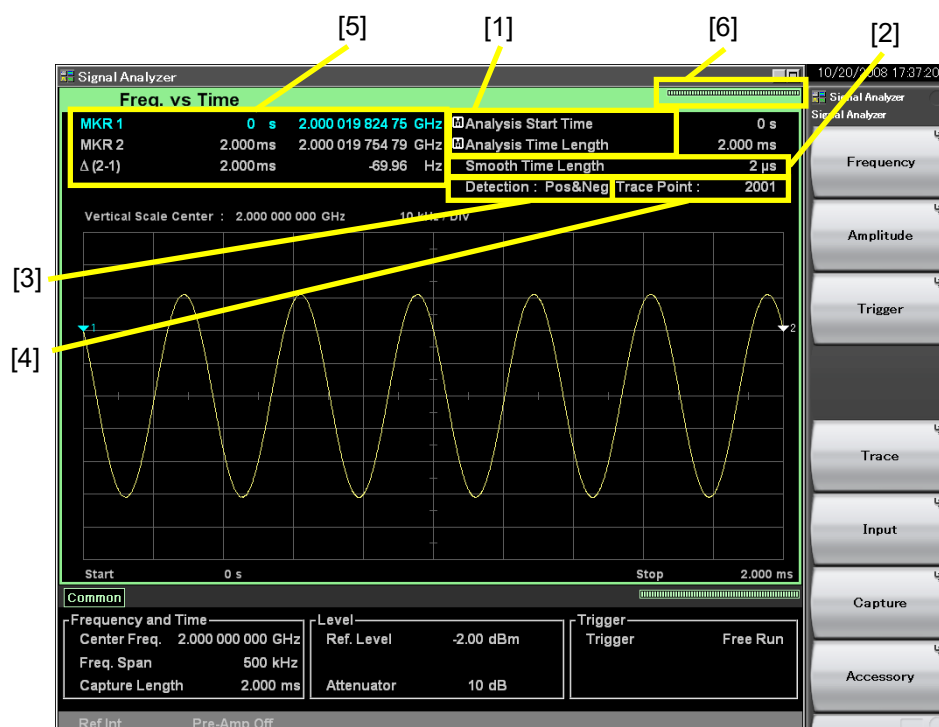 [5]
[1]
[6]
[2]
Signal Analyzer
10/20/2008 17:37:20
Freq. vs Time
Signal Analyzer
Signal Analyzer
MKR 1 0 s 2.000 019 824 75 GHz
MKR 2 2.000 ms 2.000 019 754 79 GHz
Δ (2-1) 2.000 ms -69.96 Hz
M Analysis Start Time 0 s
M Analysis Time Length 2.000 ms
Smooth Time Length 2 µs
Detection : Pos&Neg Trace Point : 2001
Vertical Scale Center : 2.000 000 000 GHz 10 kHz / DIV
[3]
[4]
1
2
Start 0 s Stop 2.000 ms
Common
Frequency and Time
Center Freq. 2.000 000 000 GHz
Freq. Span 500 kHz
Capture Length 2.000 ms
Level
Ref. Level -2.00 dBm
Attenuator 10 dB
Trigger
Trigger Free Run
Ref.Int Pre-Amp Off
Frequency
Amplitude
Trigger
Trace
Input
Capture
Accessory